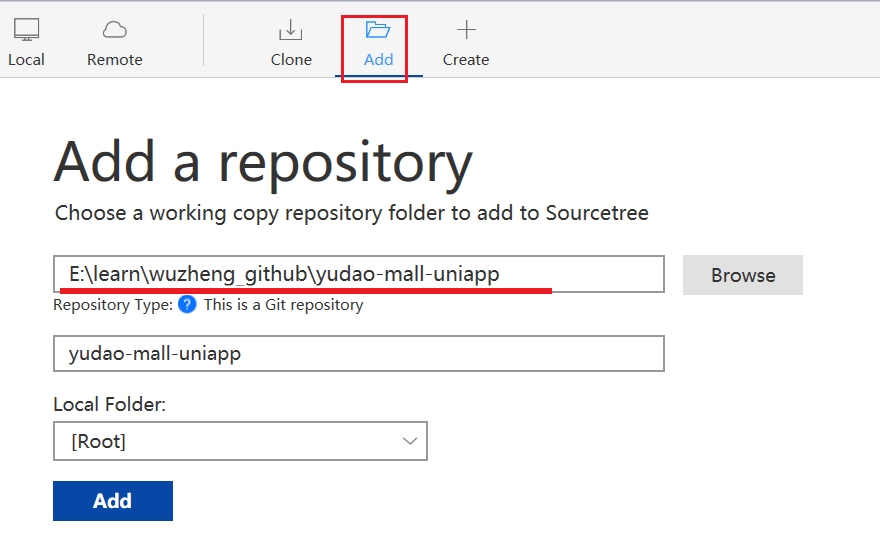 Local Remote Clone Add Create
Add a repository
Choose a working copy repository folder to add to Sourcetree
E:\learn\wuzheng_github\yudao-mall-uniapp Browse
Repository Type: ? This is a Git repository
yudao-mall-uniapp
Local Folder:
[Root]
Add